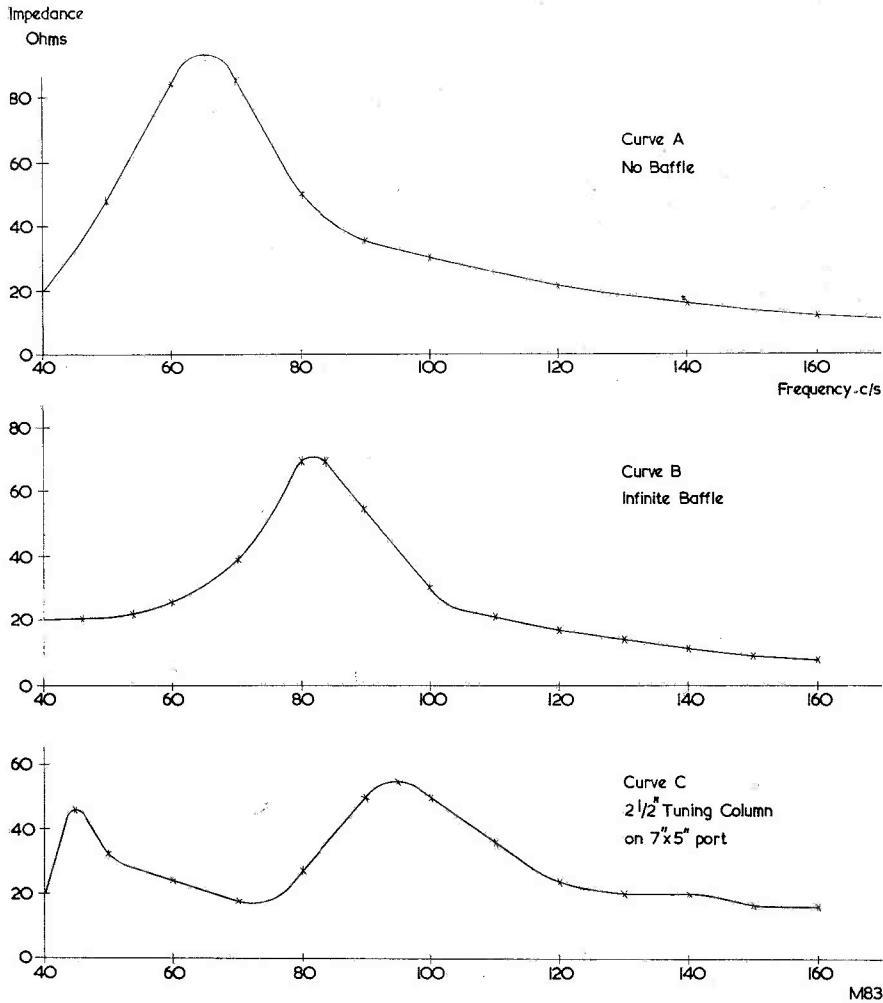 Impedance
Ohms
80
60
40
20
0
Curve A
No Baffle
40 60 80 100 120 140 160
Frequency.c/s
80
60
40
20
0
Curve B
Infinite Baffle
40 60 80 100 120 140 160
60
40
20
0
Curve C
2 1/2" Tuning Column
on 7"x5" port
40 60 80 100 120 140 160
M83